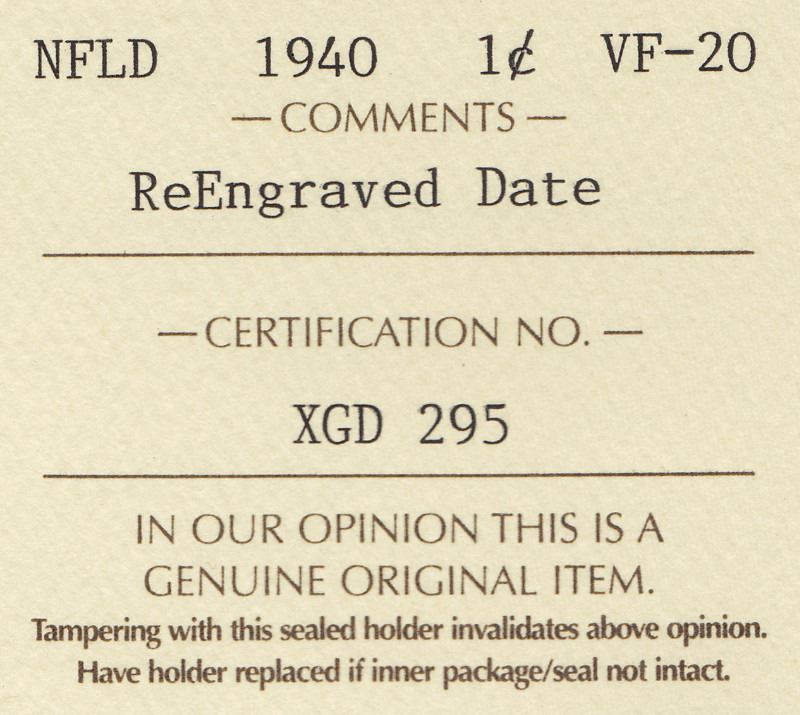 NFLD 1940 1¢ VF-20
— COMMENTS —
ReEngraved Date
— CERTIFICATION NO. —
XGD 295
IN OUR OPINION THIS IS A
GENUINE ORIGINAL ITEM.
Tampering with this sealed holder invalidates above opinion.
Have holder replaced if inner package/seal not intact.